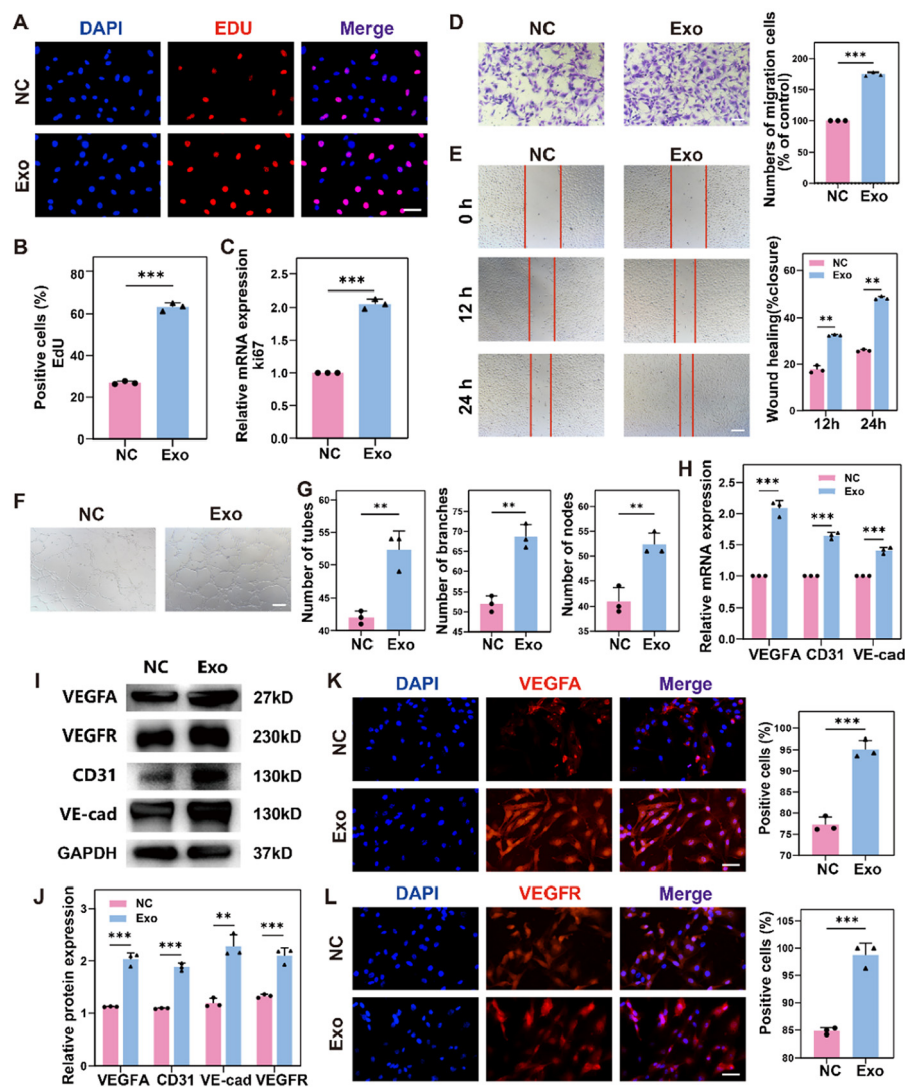 A
DAPI
EDU
Merge
NC
Exo
B
Positive cells (%)
EdU
80
60
40
20
0
***
NC
Exo
C
Relative mRNA expression
ki67
2.5
2.0
1.5
1.0
0.5
0.0
***
NC
Exo
D
NC
Exo
Numbers of migration cells
(% of control)
200
150
100
50
0
***
NC
Exo
E
NC
Exo
0 h
12 h
24 h
Wound healing(%closure)
NC
Exo
60
40
20
0
**
**
12h
24h
F
NC
Exo
G
Number of tubes
60
55
50
45
40
**
NC
Exo
Number of branches
75
70
65
60
55
50
45
**
NC
Exo
Number of nodes
60
55
50
45
40
35
**
NC
Exo
H
Relative mRNA expression
NC
Exo
2.5
2.0
1.5
1.0
0.5
0.0
***
***
***
VEGFA
CD31
VE-cad
I
NC
Exo
VEGFA
27kD
VEGFR
230kD
CD31
130kD
VE-cad
130kD
GAPDH
37kD
J
Relative protein expression
NC
Exo
3
2
1
0
***
***
**
***
VEGFA
CD31
VE-cad
VEGFR
K
DAPI
VEGFA
Merge
NC
Exo
Positive cells (%)
100
95
90
85
80
75
70
***
NC
Exo
L
DAPI
VEGFR
Merge
NC
Exo
Positive cells (%)
105
100
95
90
85
80
***
NC
Exo